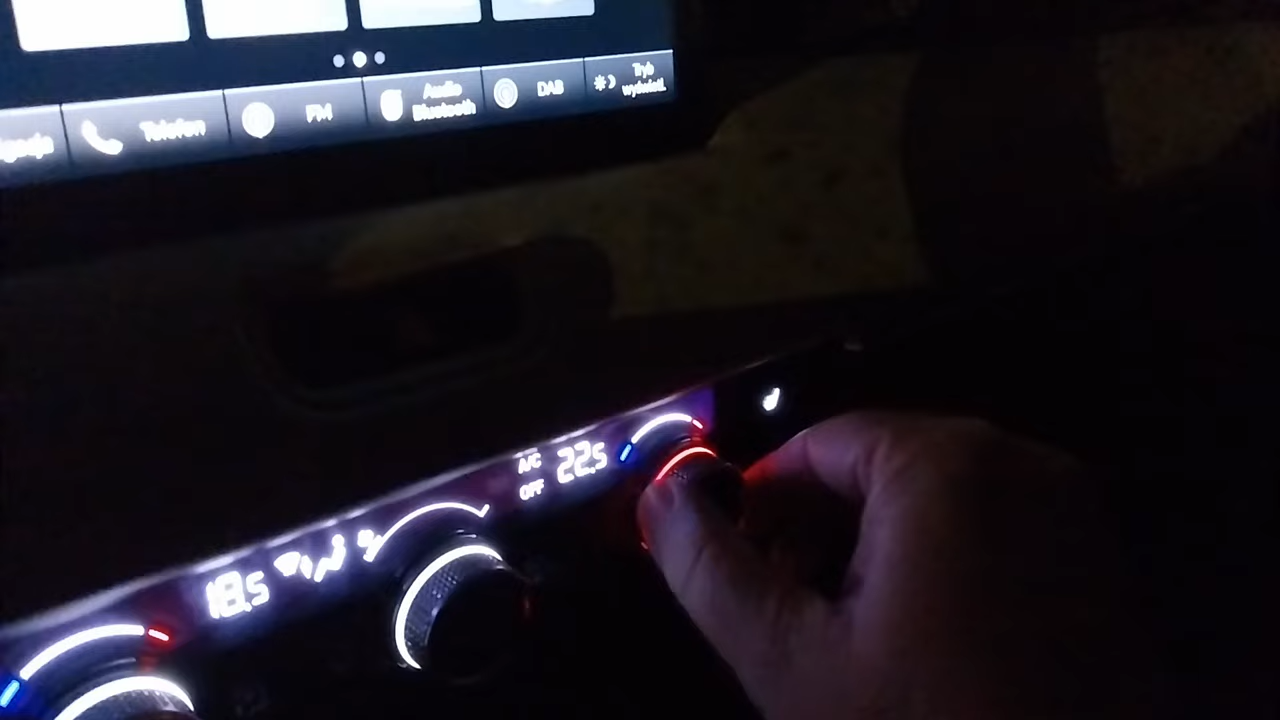 Telefon
FM
Audio
Bluetooth
DAB
Tryb
wyświetl.
A/C
OFF
22.5
18.5